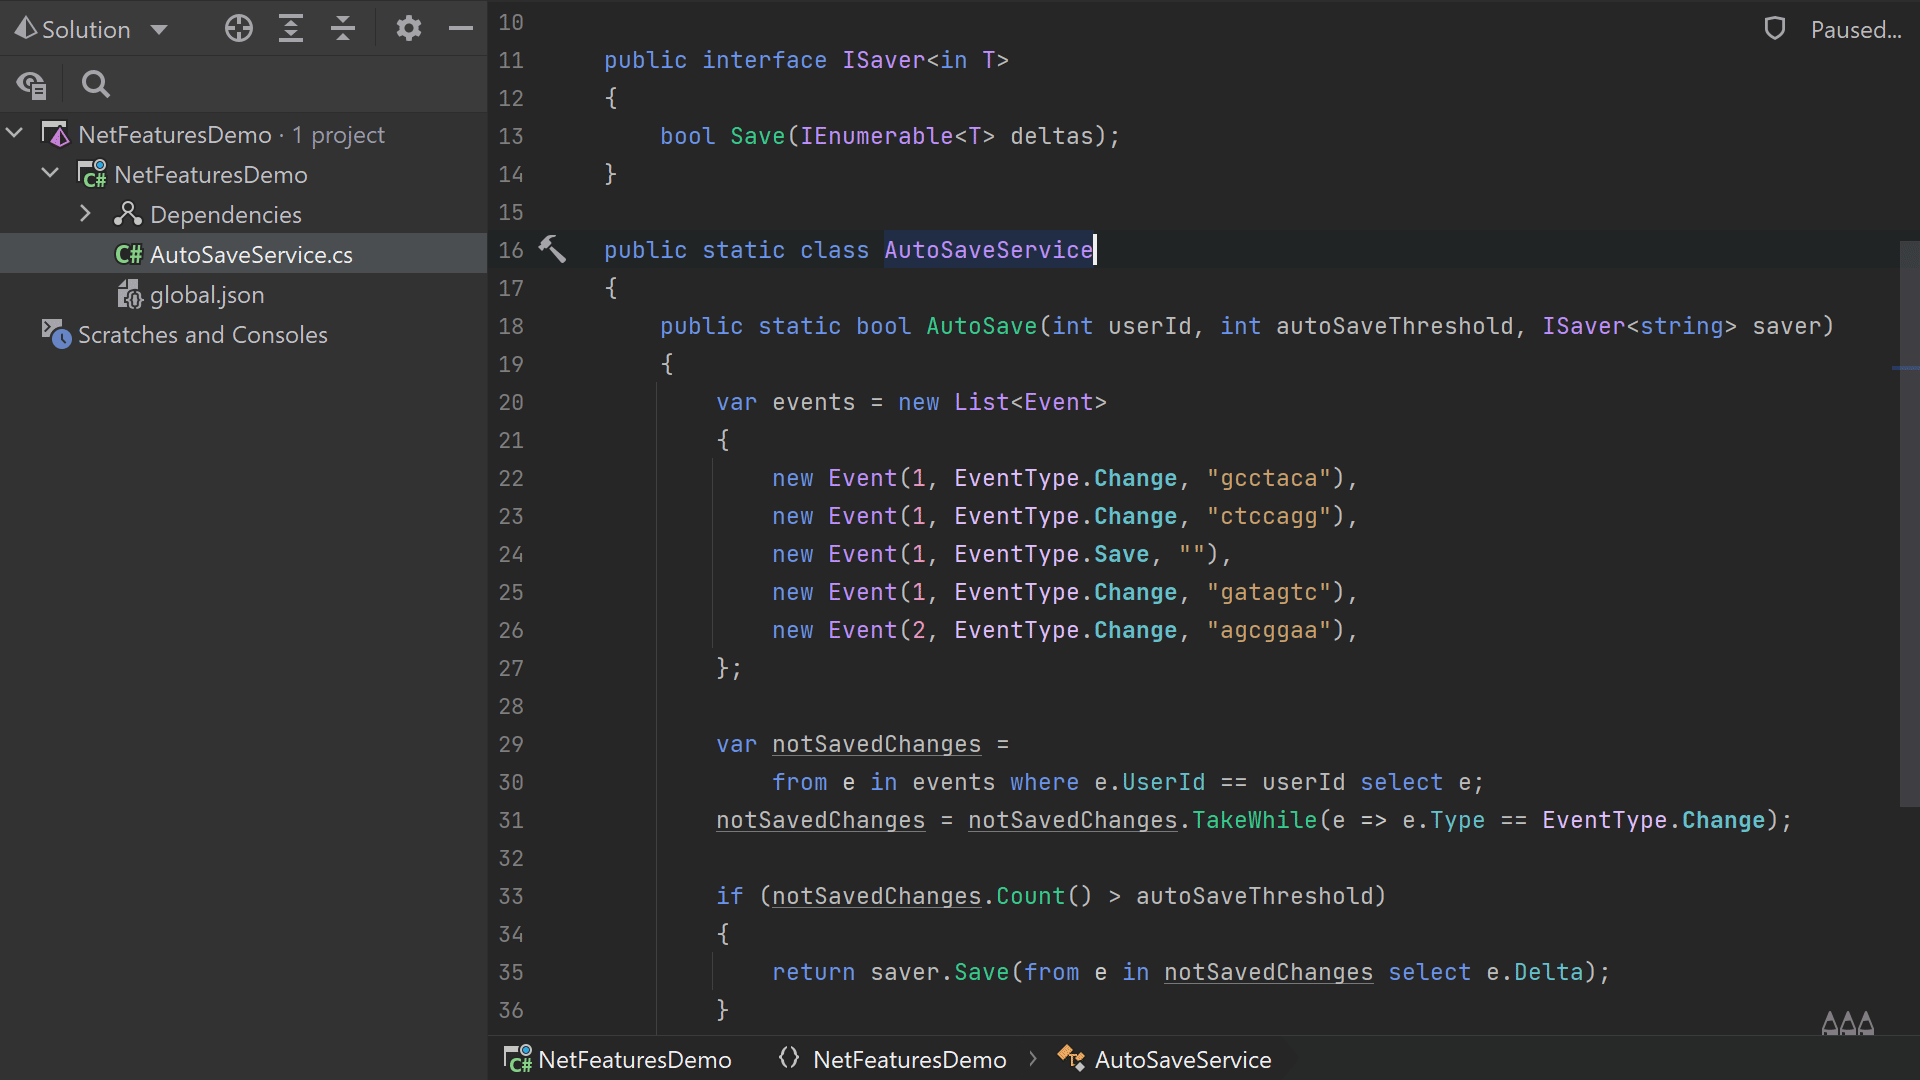 Solution
NetFeaturesDemo · 1 project
NetFeaturesDemo
Dependencies
C# AutoSaveService.cs
global.json
Scratches and Consoles
Paused...
10
11 public interface ISaver<in T>
12 {
13 bool Save(IEnumerable<T> deltas);
14 }
15
16 public static class AutoSaveService
17 {
18 public static bool AutoSave(int userId, int autoSaveThreshold, ISaver<string> saver)
19 {
20 var events = new List<Event>
21 {
22 new Event(1, EventType.Change, "gcctaca"),
23 new Event(1, EventType.Change, "ctccagg"),
24 new Event(1, EventType.Save, ""),
25 new Event(1, EventType.Change, "gatagtc"),
26 new Event(2, EventType.Change, "agcggaa"),
27 };
28
29 var notSavedChanges =
30 from e in events where e.UserId == userId select e;
31 notSavedChanges = notSavedChanges.TakeWhile(e => e.Type == EventType.Change);
32
33 if (notSavedChanges.Count() > autoSaveThreshold)
34 {
35 return saver.Save(from e in notSavedChanges select e.Delta);
36 }
C# NetFeaturesDemo {} NetFeaturesDemo > AutoSaveService